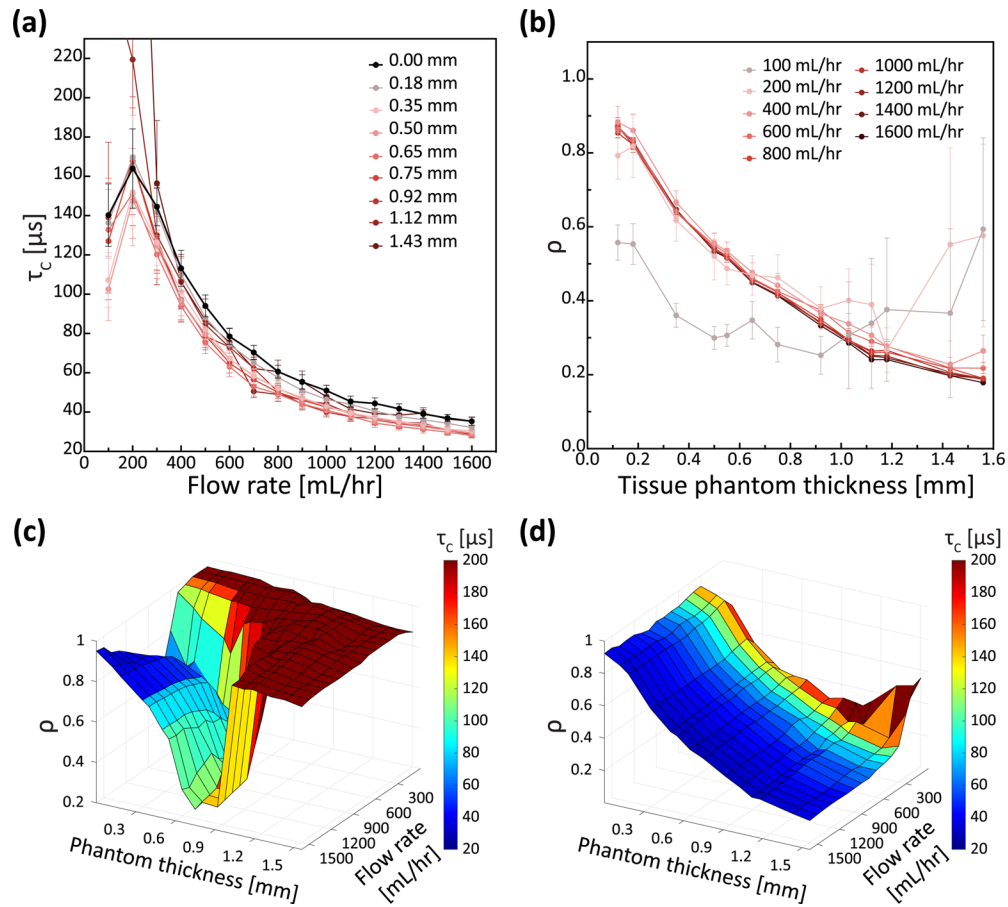 (a)
220
200
180
160
140
120
100
80
60
40
20
τc [µs]
0 200 400 600 800 1000 1200 1400 1600
Flow rate [mL/hr]
0.00 mm
0.18 mm
0.35 mm
0.50 mm
0.65 mm
0.75 mm
0.92 mm
1.12 mm
1.43 mm
(b)
1.0
0.8
0.6
0.4
0.2
0.0
ρ
0.0 0.2 0.4 0.6 0.8 1.0 1.2 1.4 1.6
Tissue phantom thickness [mm]
100 mL/hr
200 mL/hr
400 mL/hr
600 mL/hr
800 mL/hr
1000 mL/hr
1200 mL/hr
1400 mL/hr
1600 mL/hr
(c)
τc [µs]
200
180
160
140
120
100
80
60
40
20
1
0.8
0.6
0.4
0.2
ρ
0.3
0.6
0.9
1.2
1.5
Phantom thickness [mm]
300
600
900
1200
1500
Flow rate
[mL/hr]
(d)
τc [µs]
200
180
160
140
120
100
80
60
40
20
1
0.8
0.6
0.4
0.2
ρ
0.3
0.6
0.9
1.2
1.5
Phantom thickness [mm]
300
600
900
1200
1500
Flow rate
[mL/hr]